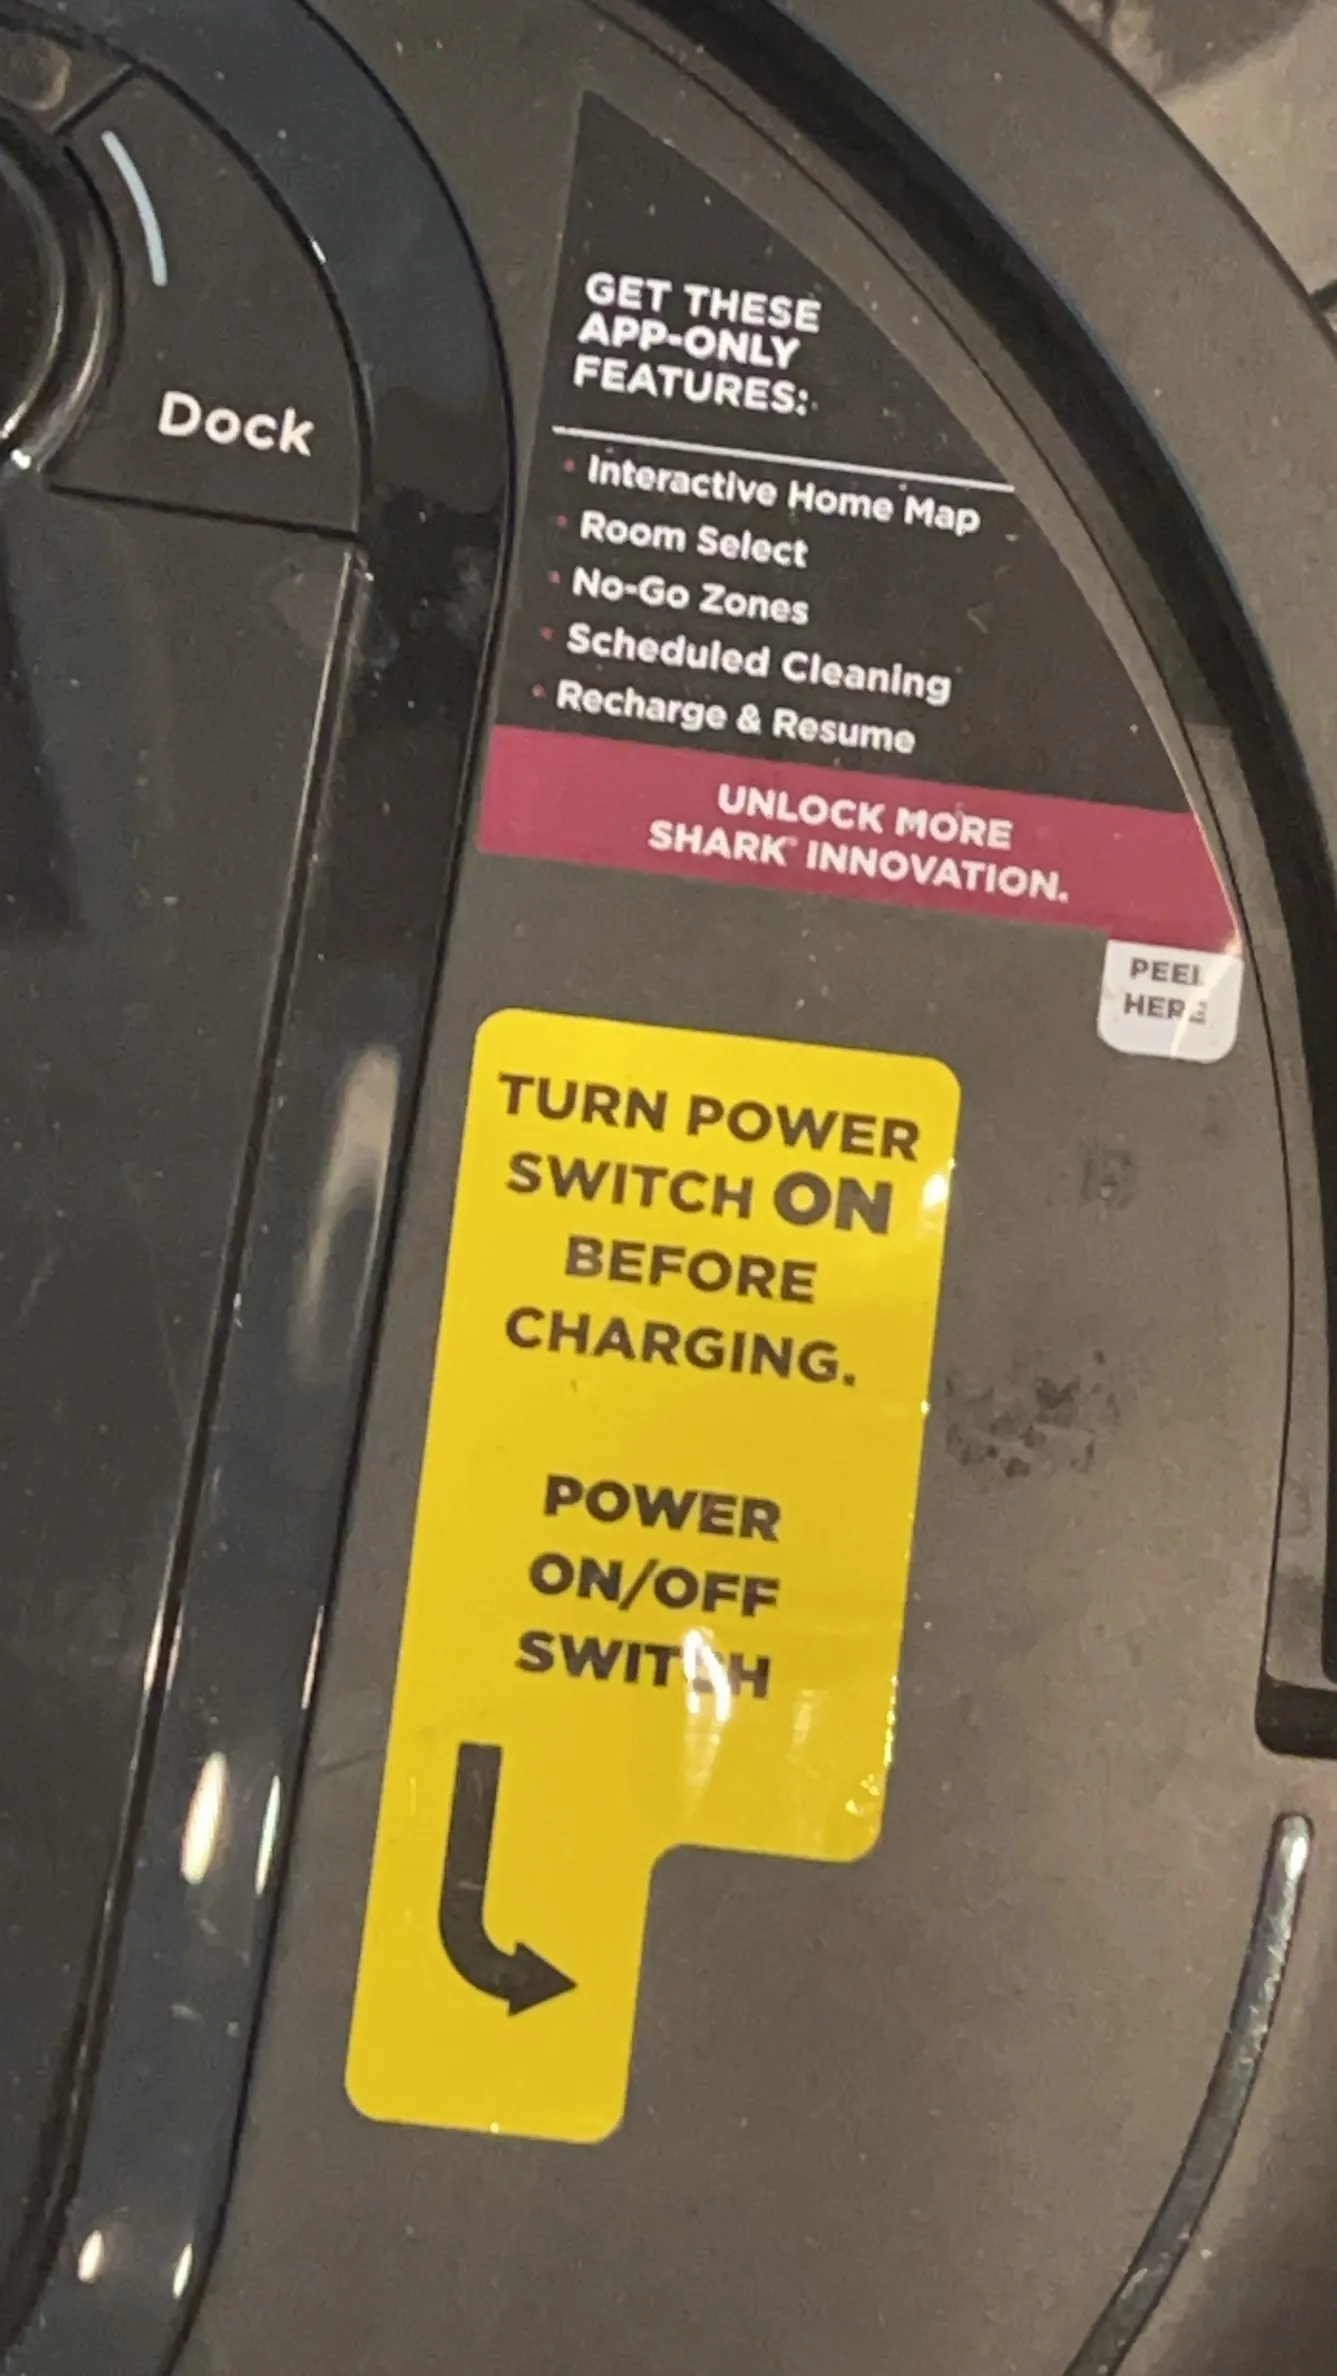 Dock
GET THESE
APP-ONLY
FEATURES:
• Interactive Home Map
• Room Select
• No-Go Zones
• Scheduled Cleaning
• Recharge & Resume
UNLOCK MORE
SHARK™ INNOVATION.
PEEL
HERE
TURN POWER
SWITCH ON
BEFORE
CHARGING.
POWER
ON/OFF
SWITCH